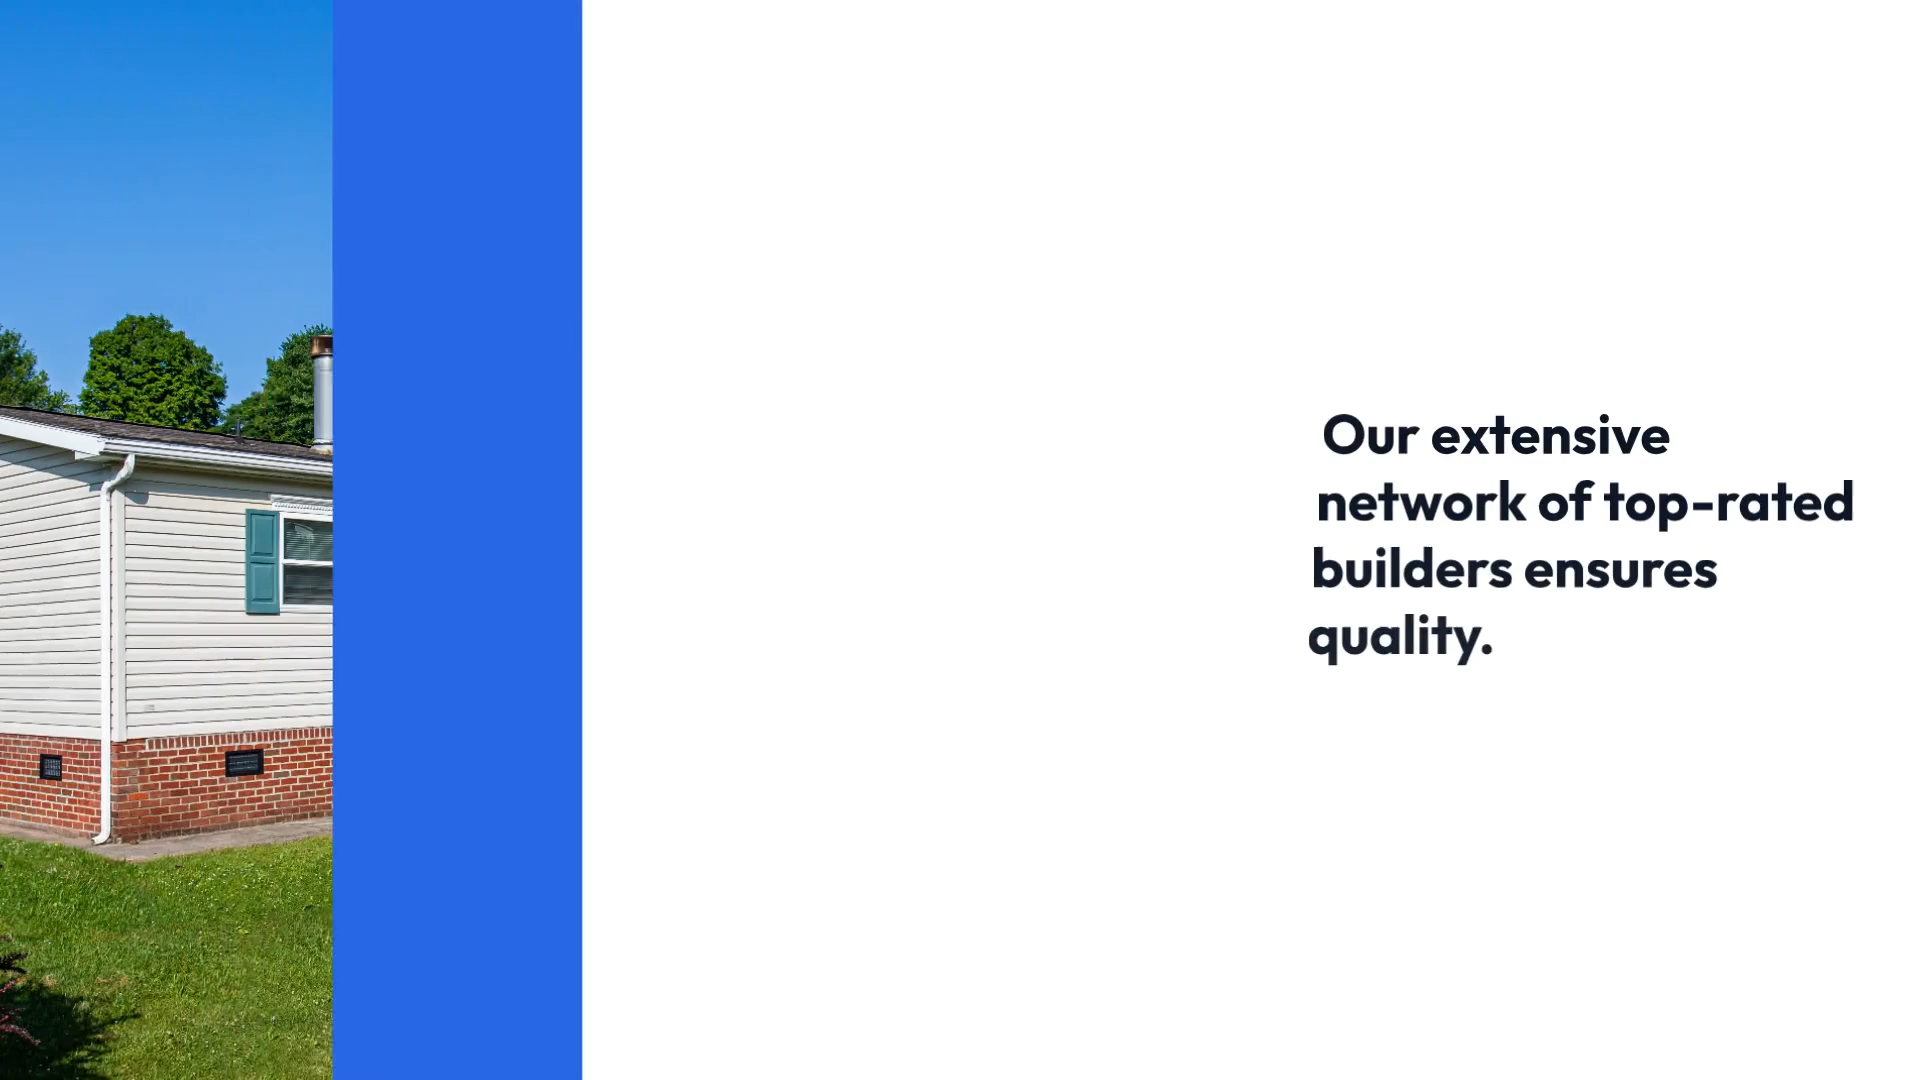 Our extensive
network of top-rated
builders ensures
quality.